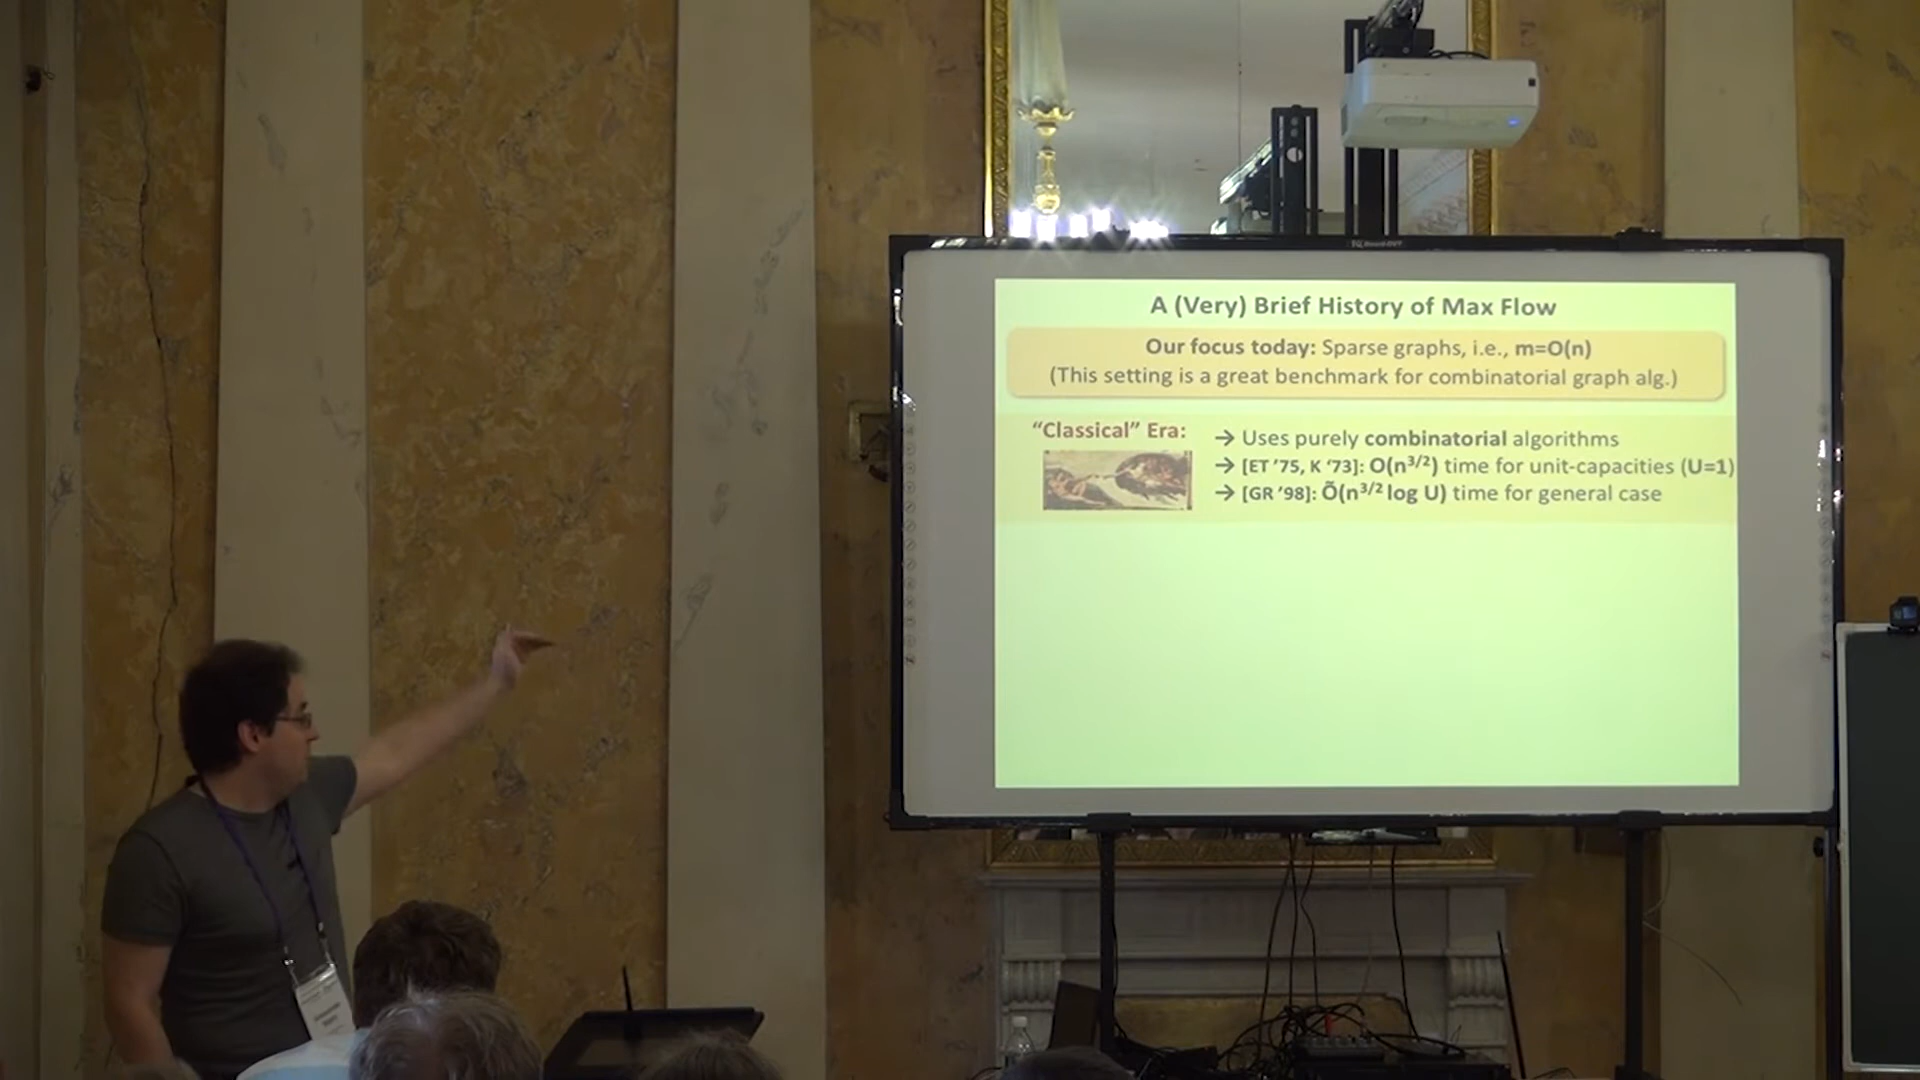 A (Very) Brief History of Max Flow
Our focus today: Sparse graphs, i.e., m=O(n)
(This setting is a great benchmark for combinatorial graph alg.)
“Classical” Era:
→ Uses purely combinatorial algorithms
→ [ET ’75, K ‘73]: O(n³/²) time for unit-capacities (U=1)
→ [GR ’98]: Õ(n³/² log U) time for general case